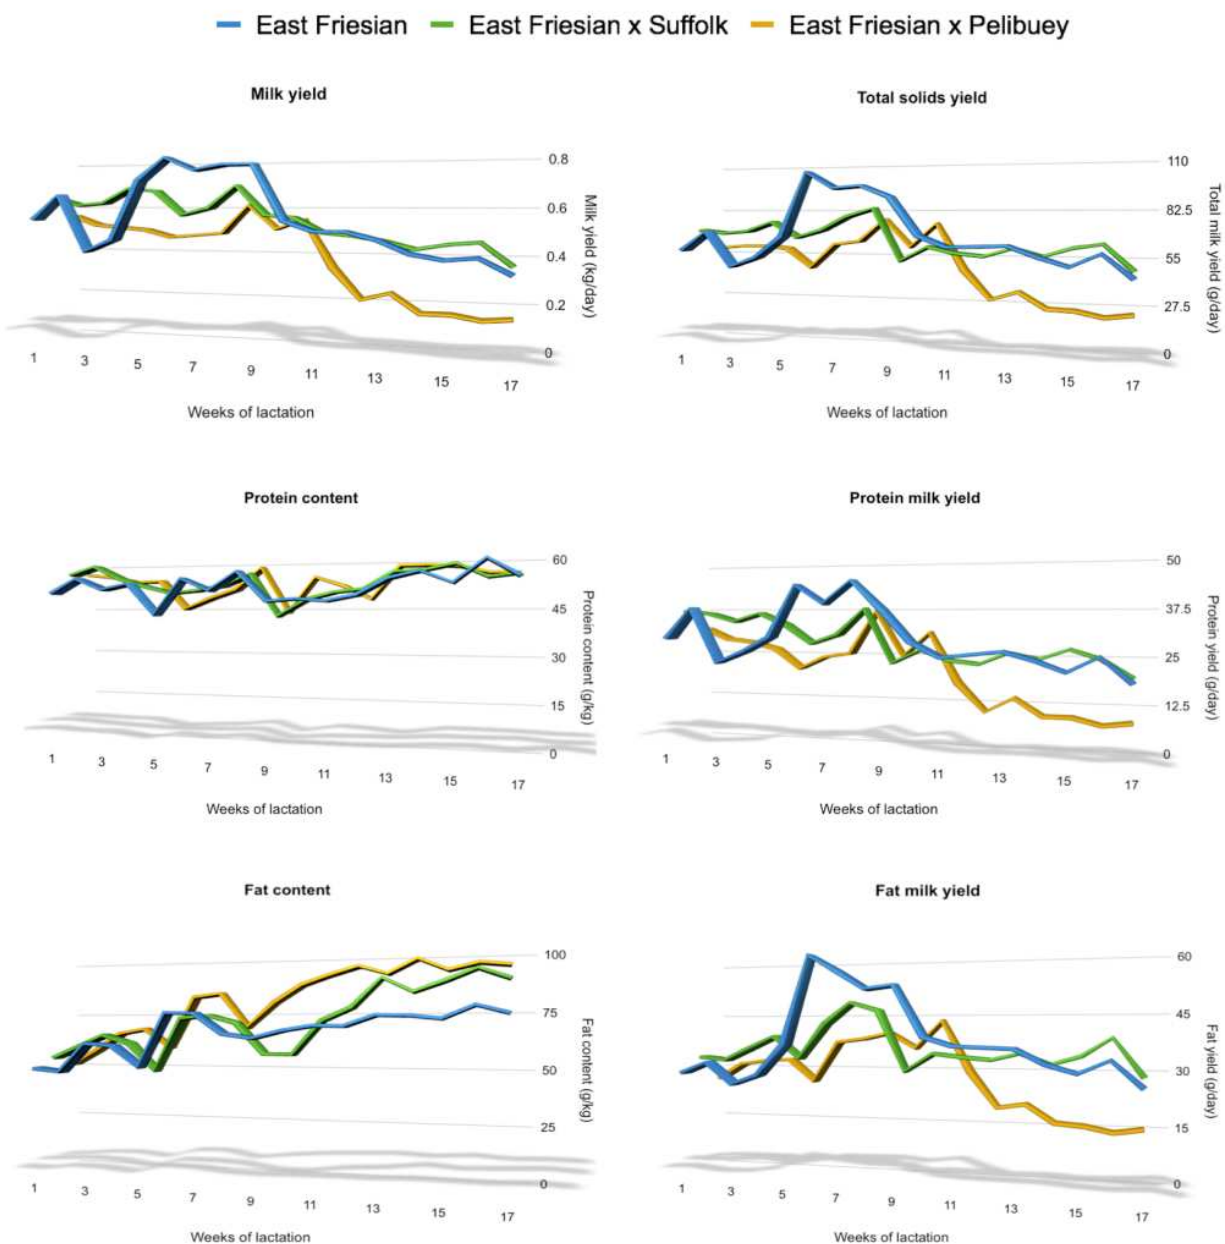 East Friesian East Friesian x Suffolk East Friesian x Pelibuey
Milk yield
0.8
0.6
0.4
0.2
0
Milk yield (kg/day)
1 3 5 7 9 11 13 15 17
Weeks of lactation
Total solids yield
110
82.5
55
27.5
0
Total milk yield (g/day)
1 3 5 7 9 11 13 15 17
Weeks of lactation
Protein content
60
45
30
15
0
Protein content (g/kg)
1 3 5 7 9 11 13 15 17
Weeks of lactation
Protein milk yield
50
37.5
25
12.5
0
Protein yield (g/day)
1 3 5 7 9 11 13 15 17
Weeks of lactation
Fat content
100
75
50
25
0
Fat content (g/kg)
1 3 5 7 9 11 13 15 17
Weeks of lactation
Fat milk yield
60
45
30
15
0
Fat yield (g/day)
1 3 5 7 9 11 13 15 17
Weeks of lactation